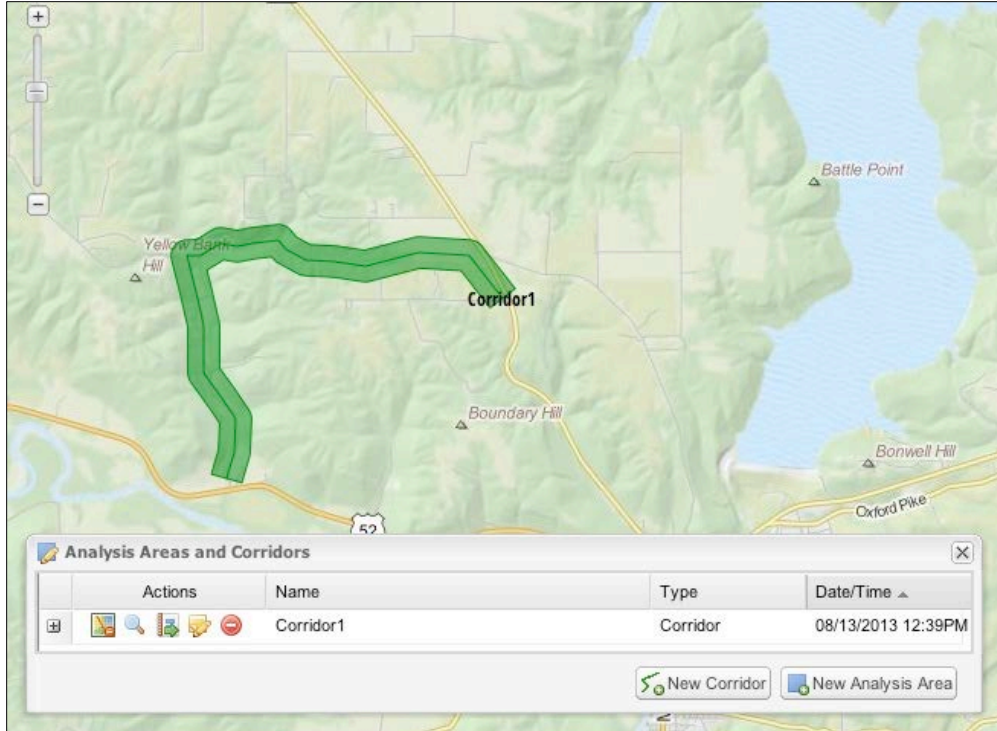 +
−
Battle Point
Yellow Bank
Hill
Corridor1
Boundary Hill
Bonwell Hill
Oxford Pike
52
Analysis Areas and Corridors
Actions Name Type Date/Time
Corridor1 Corridor 08/13/2013 12:39PM
New Corridor New Analysis Area